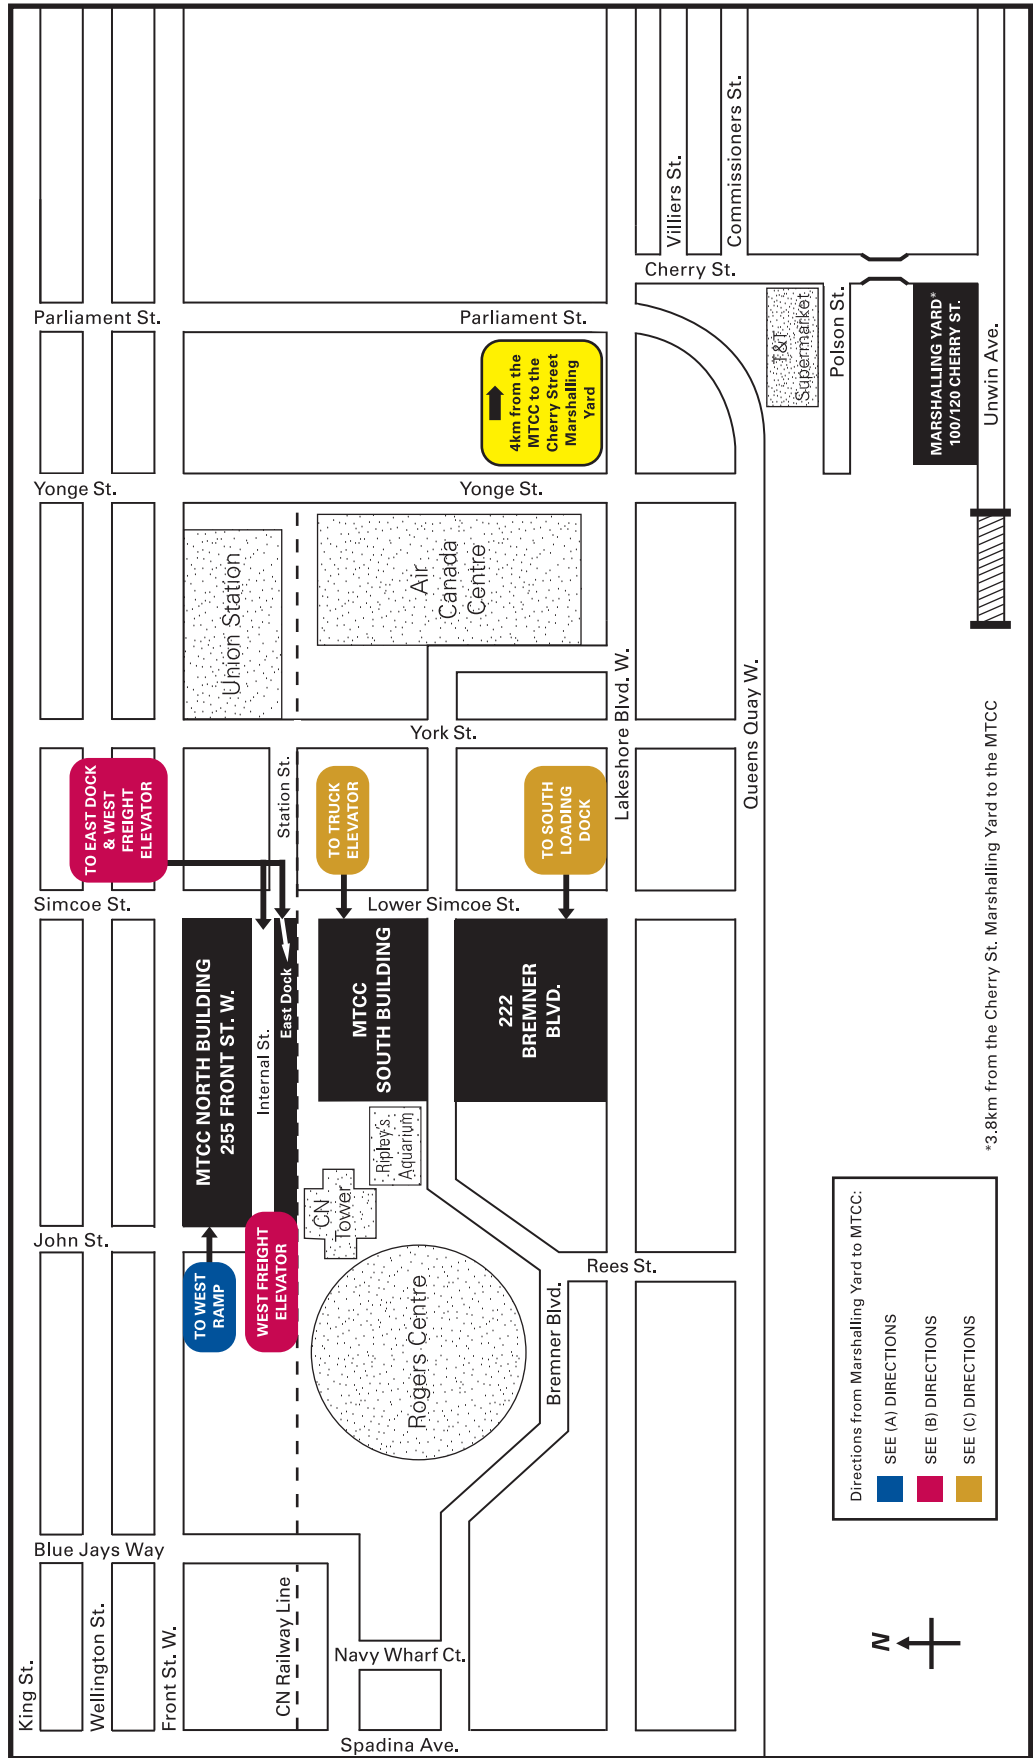 King St.
Wellington St.
Front St. W.
CN Railway Line
Spadina Ave.
Navy Wharf Ct.
Blue Jays Way
John St.
Simcoe St.
Yonge St.
Parliament St.
Parliament St.
Yonge St.
York St.
Station St.
Lower Simcoe St.
Internal St.
Rees St.
Bremner Blvd.
Lakeshore Blvd. W.
Queens Quay W.
Cherry St.
Villiers St.
Commissioners St.
Polson St.
Unwin Ave.
Union Station
Air
Canada
Centre
T&T
Supermarket
MARSHALLING YARD*
100/120 CHERRY ST.
4km from the
MTCC to the
Cherry Street
Marshalling
Yard
TO EAST DOCK
& WEST
FREIGHT
ELEVATOR
TO TRUCK
ELEVATOR
TO SOUTH
LOADING
DOCK
MTCC NORTH BUILDING
255 FRONT ST. W.
East Dock
MTCC
SOUTH BUILDING
222
BREMNER
BLVD.
Ripley's
Aquarium
CN
Tower
Rogers Centre
TO WEST
RAMP
WEST FREIGHT
ELEVATOR
*3.8km from the Cherry St. Marshalling Yard to the MTCC
Directions from Marshalling Yard to MTCC:
SEE (A) DIRECTIONS
SEE (B) DIRECTIONS
SEE (C) DIRECTIONS
N